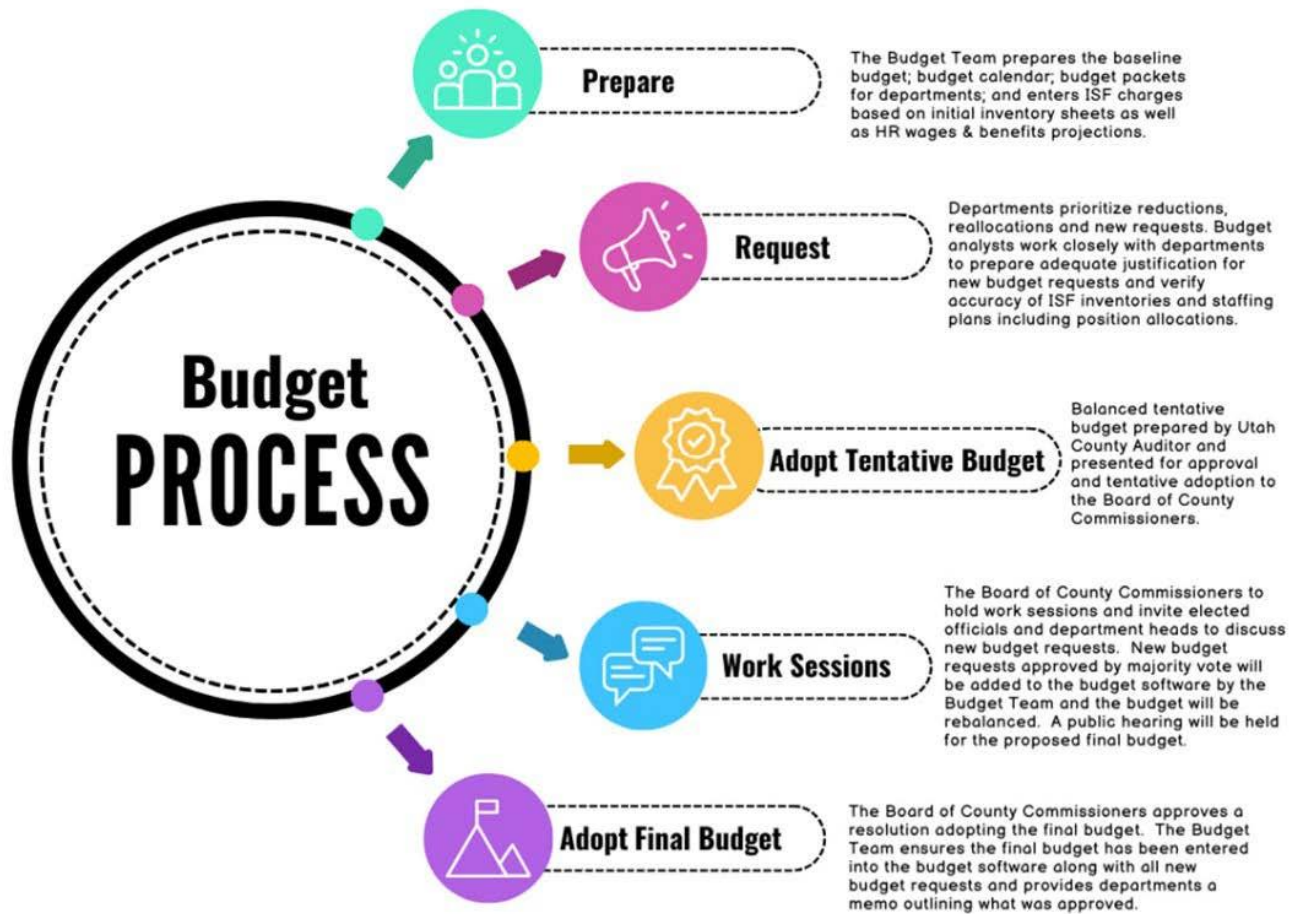 Budget
PROCESS
Prepare
The Budget Team prepares the baseline
budget; budget calendar; budget packets
for departments; and enters ISF charges
based on initial inventory sheets as well
as HR wages & benefits projections.
Request
Departments prioritize reductions,
reallocations and new requests. Budget
analysts work closely with departments
to prepare adequate justification for
new budget requests and verify
accuracy of ISF inventories and staffing
plans including position allocations.
Adopt Tentative Budget
Balanced tentative
budget prepared by Utah
County Auditor and
presented for approval
and tentative adoption to
the Board of County
Commissioners.
Work Sessions
The Board of County Commissioners to
hold work sessions and invite elected
officials and department heads to discuss
new budget requests. New budget
requests approved by majority vote will
be added to the budget software by the
Budget Team and the budget will be
rebalanced. A public hearing will be held
for the proposed final budget.
Adopt Final Budget
The Board of County Commissioners approves a
resolution adopting the final budget. The Budget
Team ensures the final budget has been entered
into the budget software along with all new
budget requests and provides departments a
memo outlining what was approved.